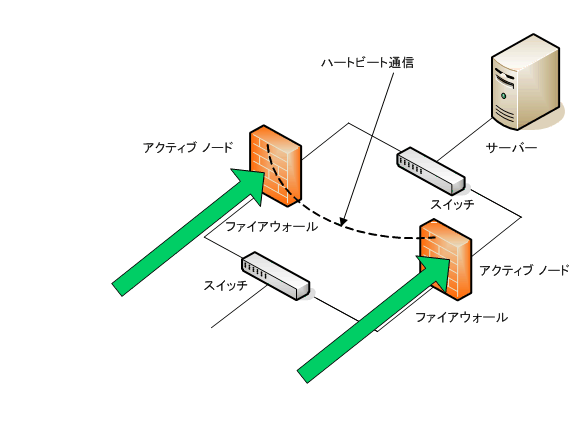 ハートビート通信
アクティブ ノード
サーバー
スイッチ
ファイアウォール
アクティブ ノード
スイッチ
ファイアウォール